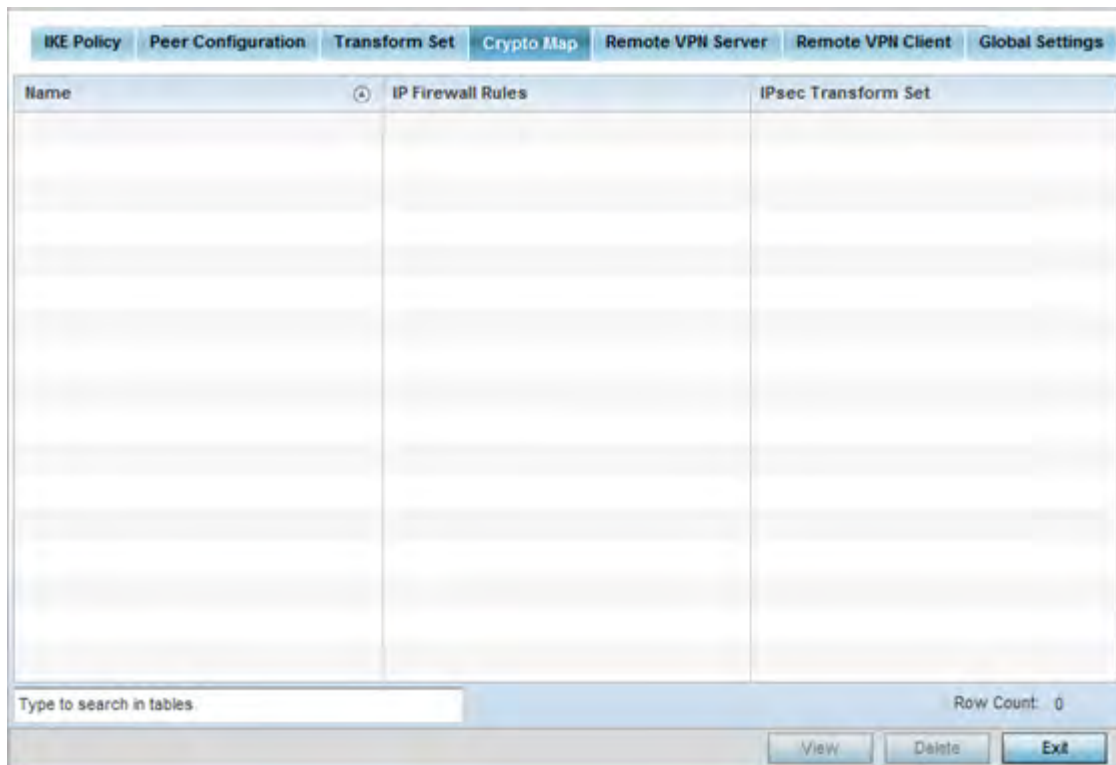 IKE Policy Peer Configuration Transform Set Crypto Map Remote VPN Server Remote VPN Client Global Settings
Name IP Firewall Rules IPsec Transform Set
Type to search in tables Row Count: 0
View Delete Exit